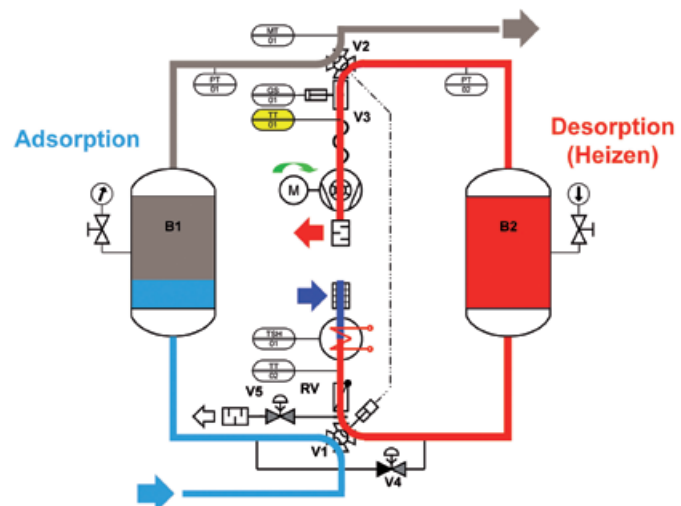 MT
01
V2
PT
01
PT
02
QS
01
TT
01
V3
Adsorption
Desorption
(Heizen)
M
B1
B2
TSH
01
TT
02
V5
RV
V1
V4